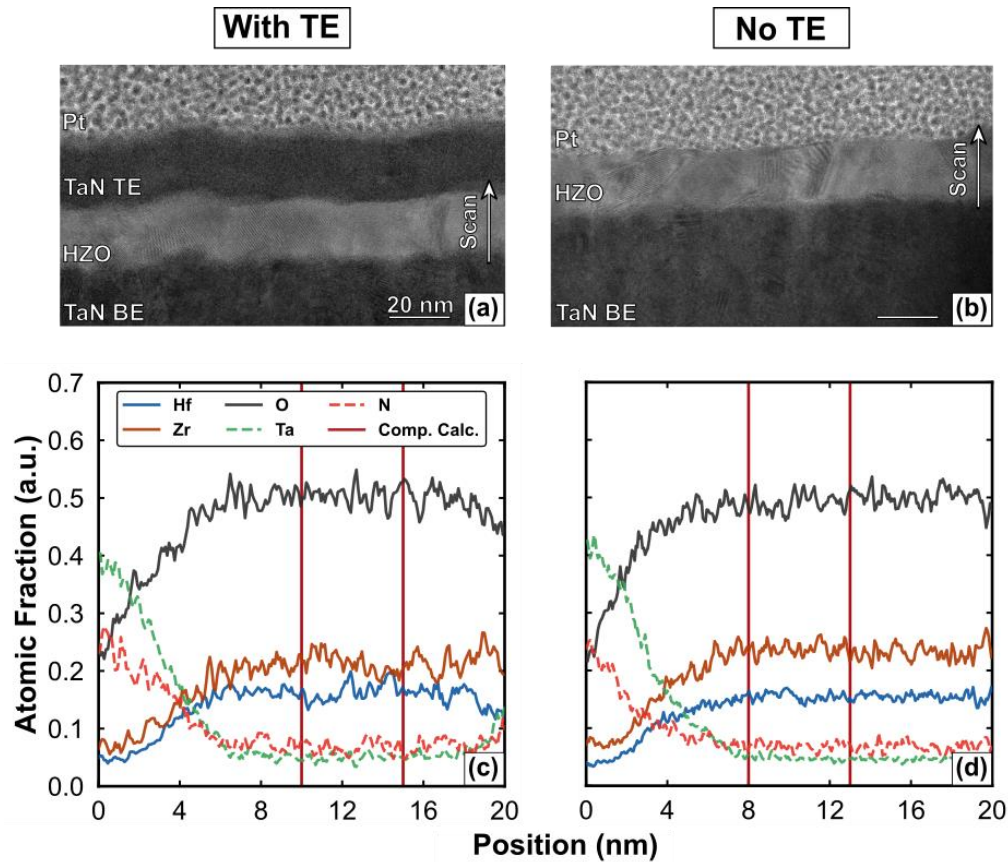 With TE
No TE
Pt
TaN TE
HZO
TaN BE
Scan
20 nm
(a)
Pt
HZO
TaN BE
Scan
(b)
Atomic Fraction (a.u.)
0.7
0.6
0.5
0.4
0.3
0.2
0.1
0.0
Hf
O
N
Zr
Ta
Comp. Calc.
(c)
0 4 8 12 16 20
(d)
0 4 8 12 16 20
Position (nm)